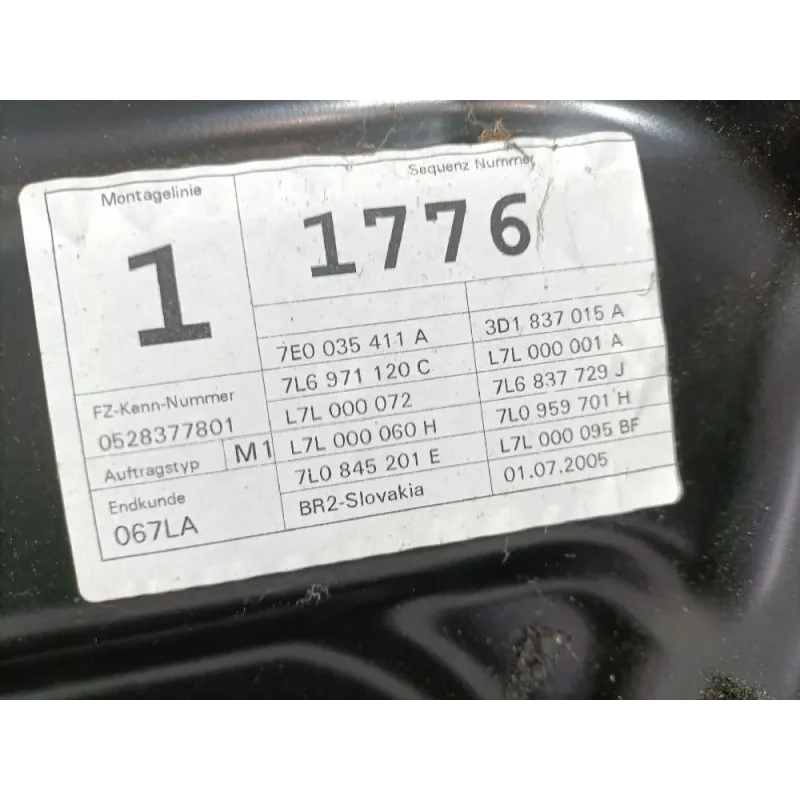 Montagelinie
1
Sequenz Nummer
1776
7E0 035 411 A
3D1 837 015 A
7L6 971 120 C
L7L 000 001 A
L7L 000 072
7L6 837 729 J
L7L 000 060 H
7L0 959 701 H
7L0 845 201 E
L7L 000 095 BF
BR2-Slovakia
01.07.2005
FZ-Kenn-Nummer
0528377801
Auftragstyp
M1
Endkunde
067LA